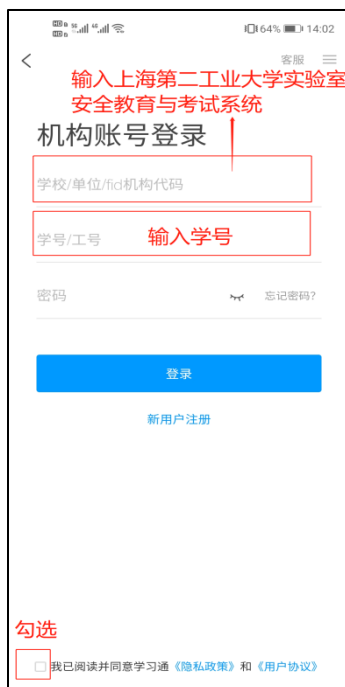 64% 14:02
客服
输入上海第二工业大学实验室
安全教育与考试系统
机构账号登录
学校/单位/fid机构代码
学号/工号 输入学号
密码 忘记密码?
登录
新用户注册
勾选
我已阅读并同意学习通《隐私政策》和《用户协议》